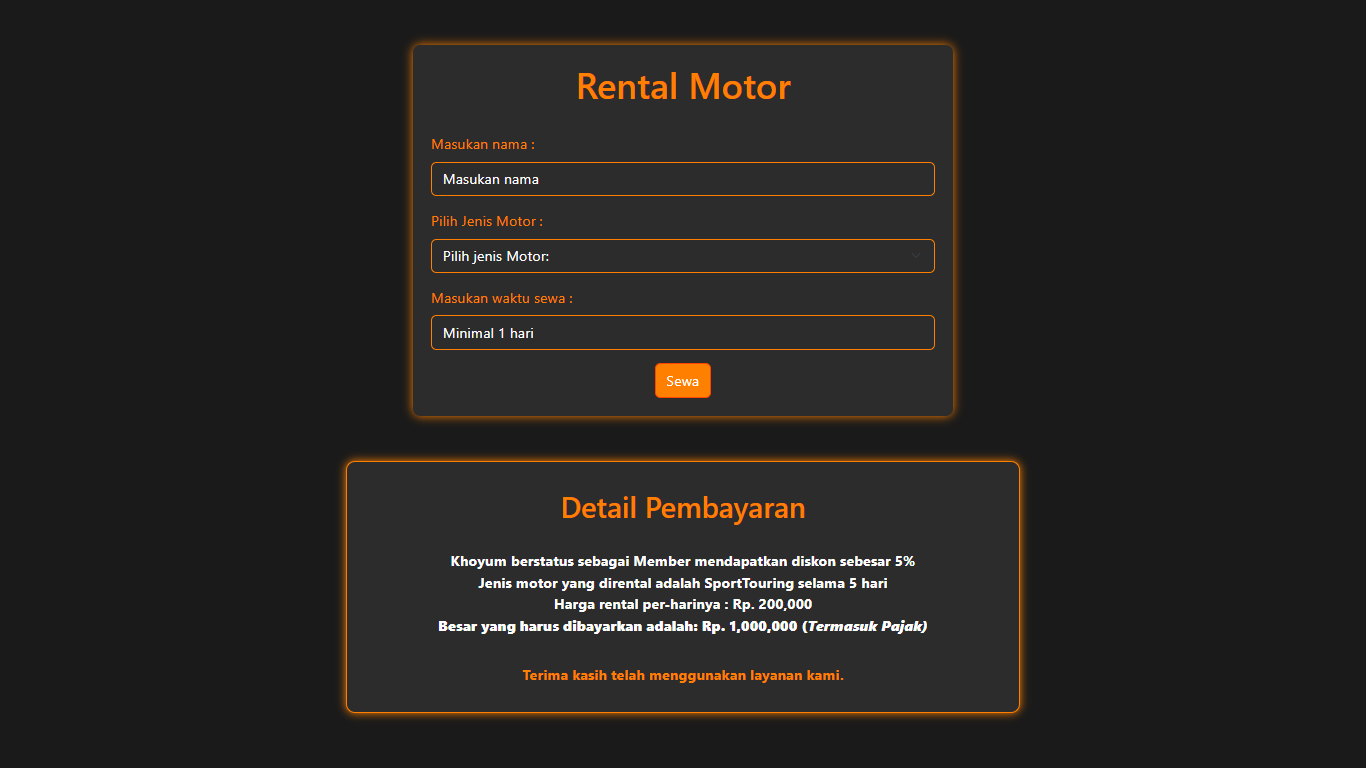 Rental Motor
Masukan nama :
Masukan nama
Pilih Jenis Motor :
Pilih jenis Motor:
Masukan waktu sewa :
Minimal 1 hari
Sewa
Detail Pembayaran
Khoyum berstatus sebagai Member mendapatkan diskon sebesar 5%
Jenis motor yang dirental adalah SportTouring selama 5 hari
Harga rental per-harinya : Rp. 200,000
Besar yang harus dibayarkan adalah: Rp. 1,000,000 (Termasuk Pajak)
Terima kasih telah menggunakan layanan kami.